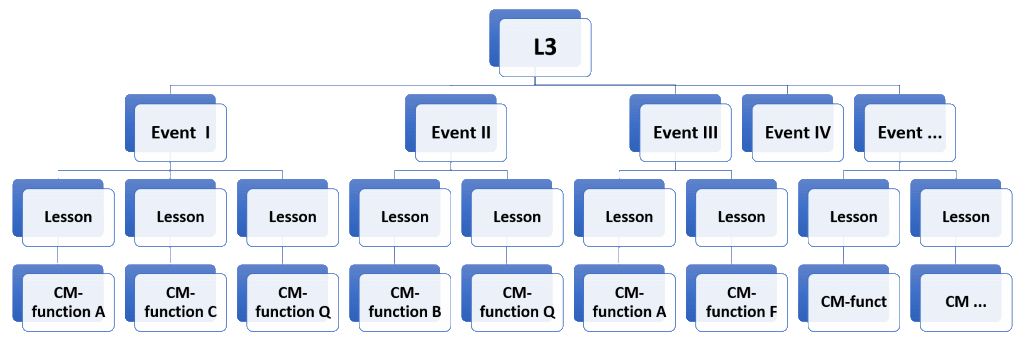 L3
Event  I
Event II
Event III
Event IV
Event ...
Lesson
Lesson
Lesson
Lesson
Lesson
Lesson
Lesson
Lesson
Lesson
CM-
function A
CM-
function C
CM-
function Q
CM-
function B
CM-
function Q
CM-
function A
CM-
function F
CM-funct
CM ...